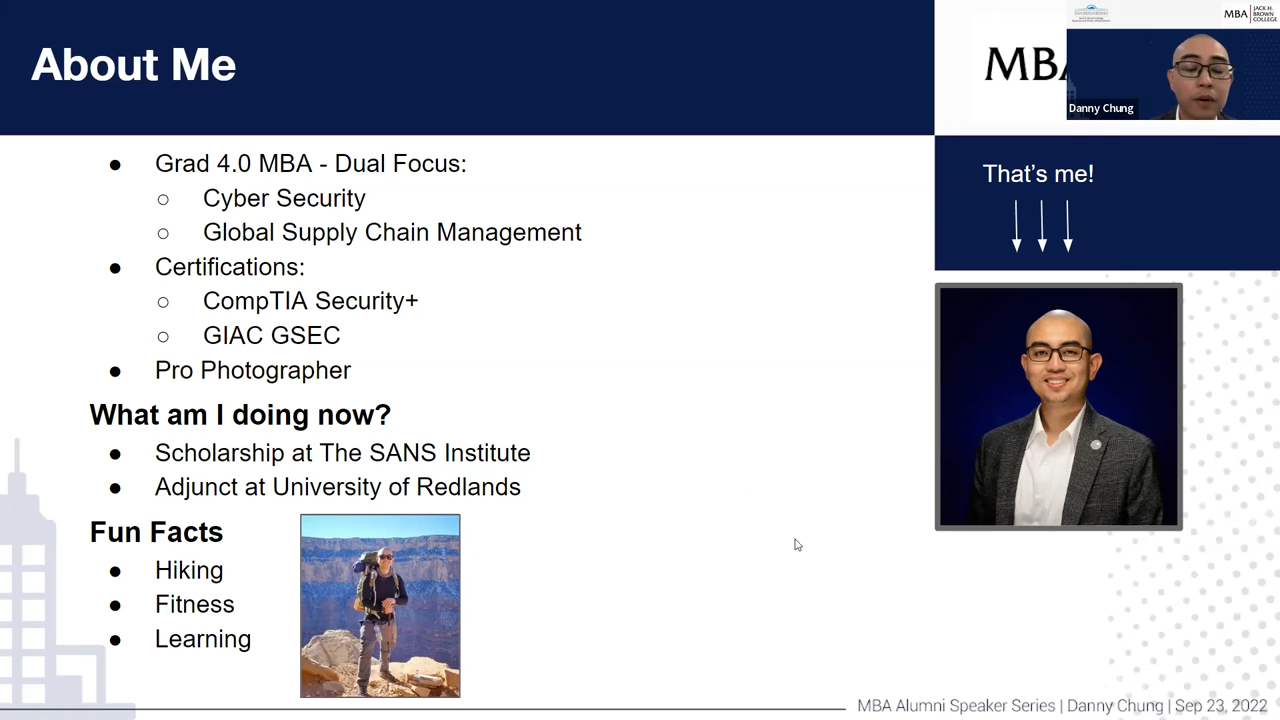 About Me
MBA
SAN BERNARDINO
MBA
JACK H.
BROWN
COLLEGE
Danny Chung
Grad 4.0 MBA - Dual Focus:
Cyber Security
Global Supply Chain Management
Certifications:
CompTIA Security+
GIAC GSEC
Pro Photographer
What am I doing now?
Scholarship at The SANS Institute
Adjunct at University of Redlands
Fun Facts
Hiking
Fitness
Learning
That's me!
MBA Alumni Speaker Series | Danny Chung | Sep 23, 2022